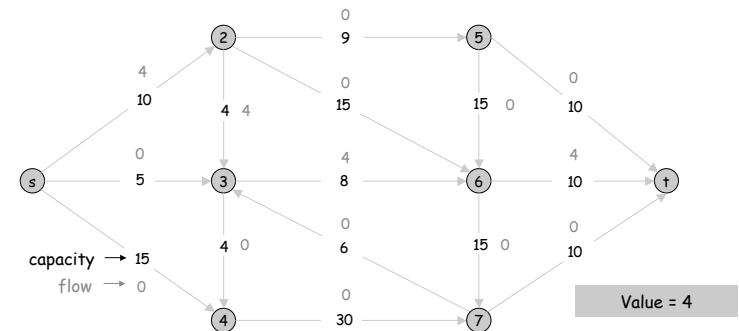 0
2 9 5
4 0 0
10 4 4 15 15 0 10
0 4 4
s 5 3 8 6 10 t
0 0
4 0 6 15 0 10
capacity → 15
flow → 0
0
4 30 7
Value = 4